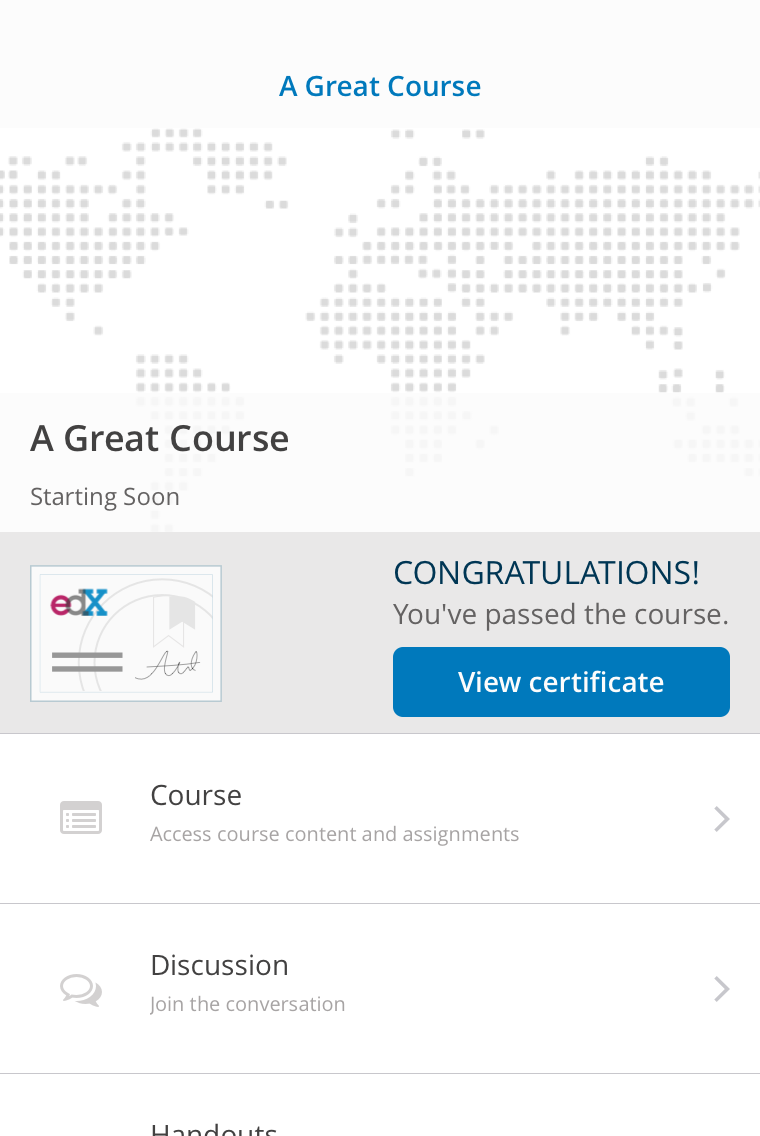 A Great Course
A Great Course
Starting Soon
edX
CONGRATULATIONS!
You've passed the course.
View certificate
Course
Access course content and assignments
Discussion
Join the conversation
Handouts